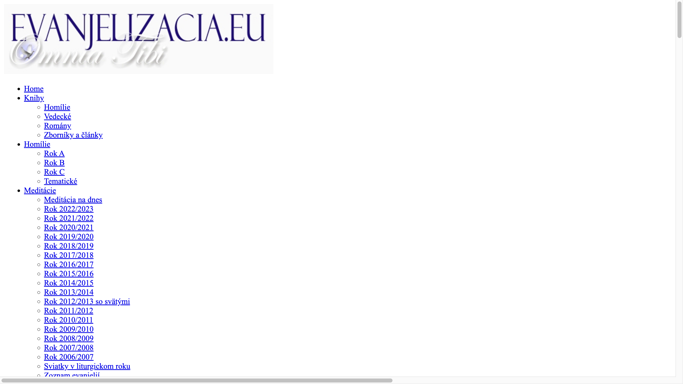 EVANJELIZACIA.EU
Omnia Tibi
Home
Knihy
Homílie
Vedecké
Romány
Zborníky a články
Homílie
Rok A
Rok B
Rok C
Tematické
Meditácie
Meditácia na dnes
Rok 2022/2023
Rok 2021/2022
Rok 2020/2021
Rok 2019/2020
Rok 2018/2019
Rok 2017/2018
Rok 2016/2017
Rok 2015/2016
Rok 2014/2015
Rok 2013/2014
Rok 2012/2013 so svätými
Rok 2011/2012
Rok 2010/2011
Rok 2009/2010
Rok 2008/2009
Rok 2007/2008
Rok 2006/2007
Sviatky v liturgickom roku
Zoznam evanjelií